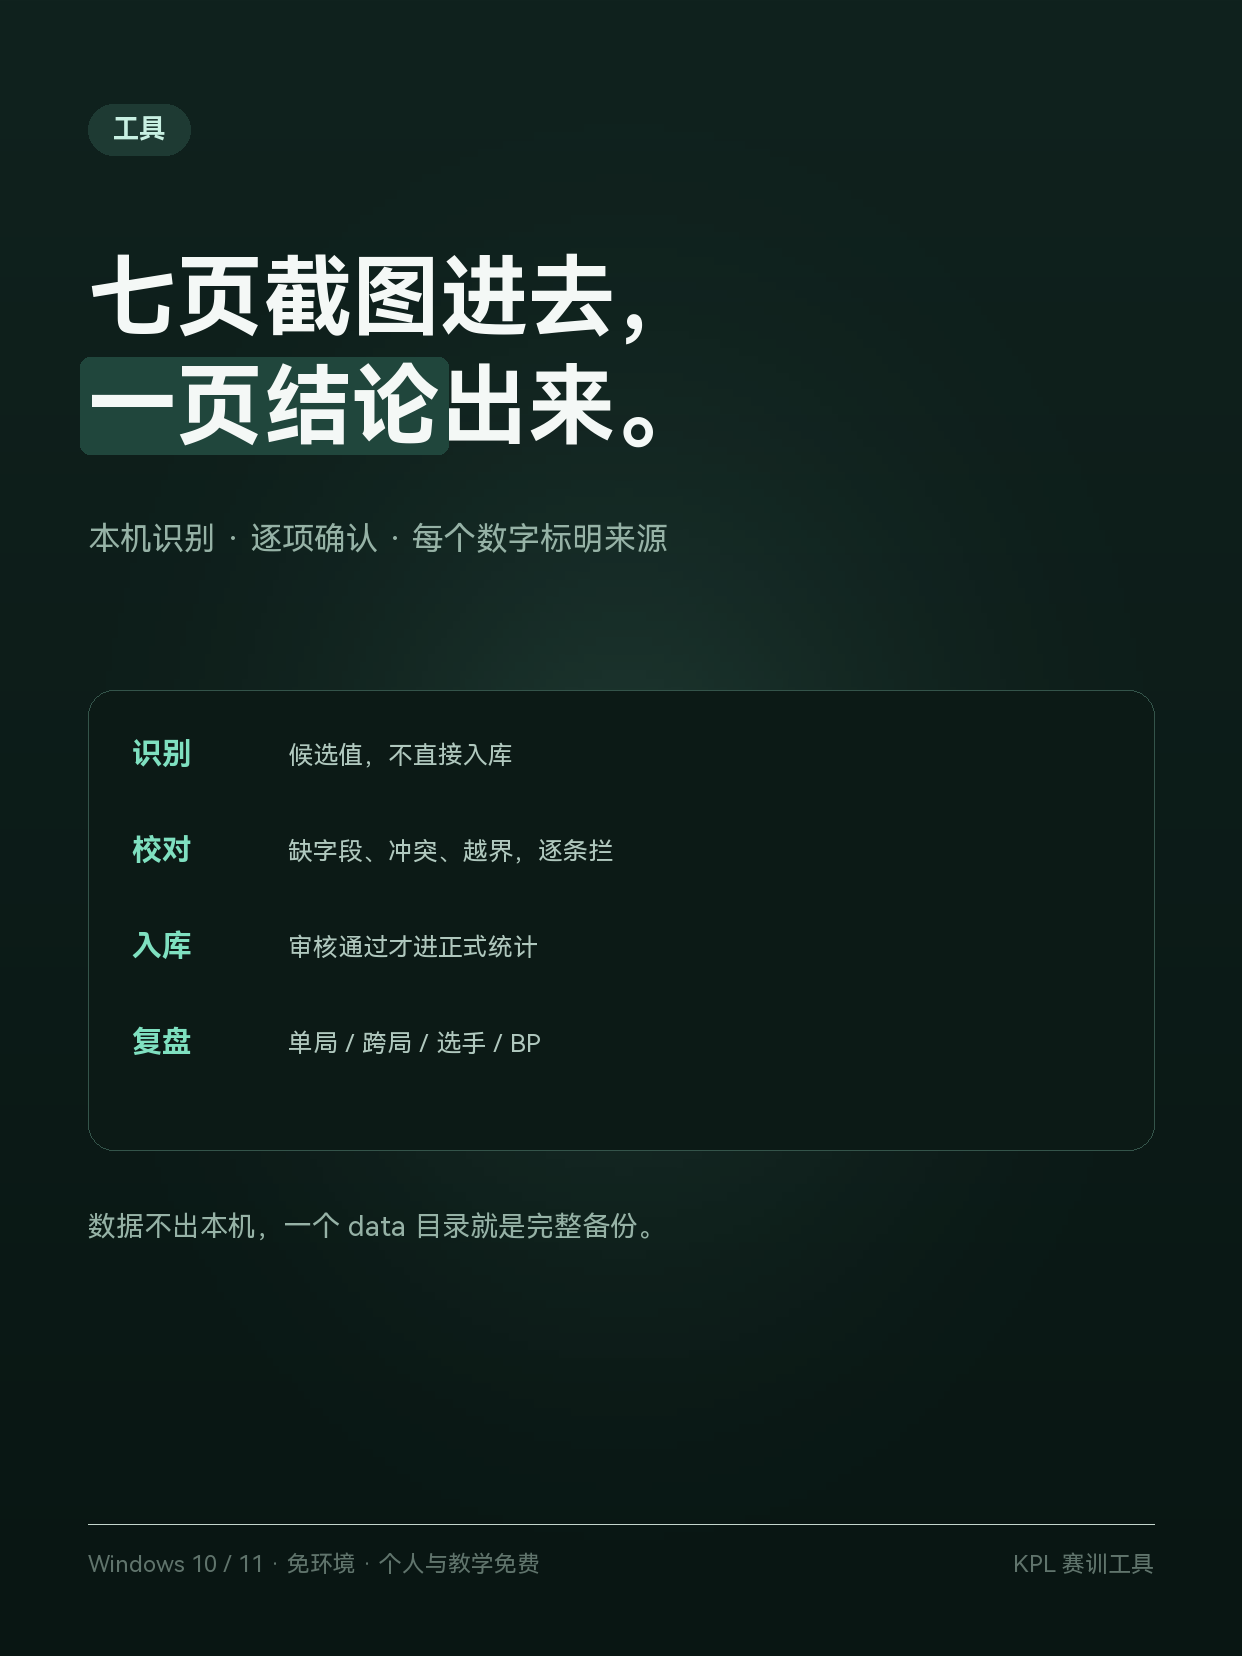 工具
七页截图进去，
一页结论出来。
本机识别 · 逐项确认 · 每个数字标明来源
识别 候选值，不直接入库
校对 缺字段、冲突、越界，逐条拦
入库 审核通过才进正式统计
复盘 单局 / 跨局 / 选手 / BP
数据不出本机，一个 data 目录就是完整备份。
Windows 10 / 11 · 免环境 · 个人与教学免费
KPL 赛训工具